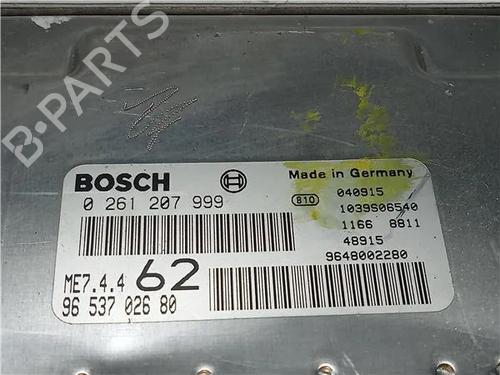 B-PARTS
BOSCH
Made in Germany
0 261 207 999
810
040915
1039S06540
1166 8811
48915
9648002280
ME7.4.4 62
96 537 026 80